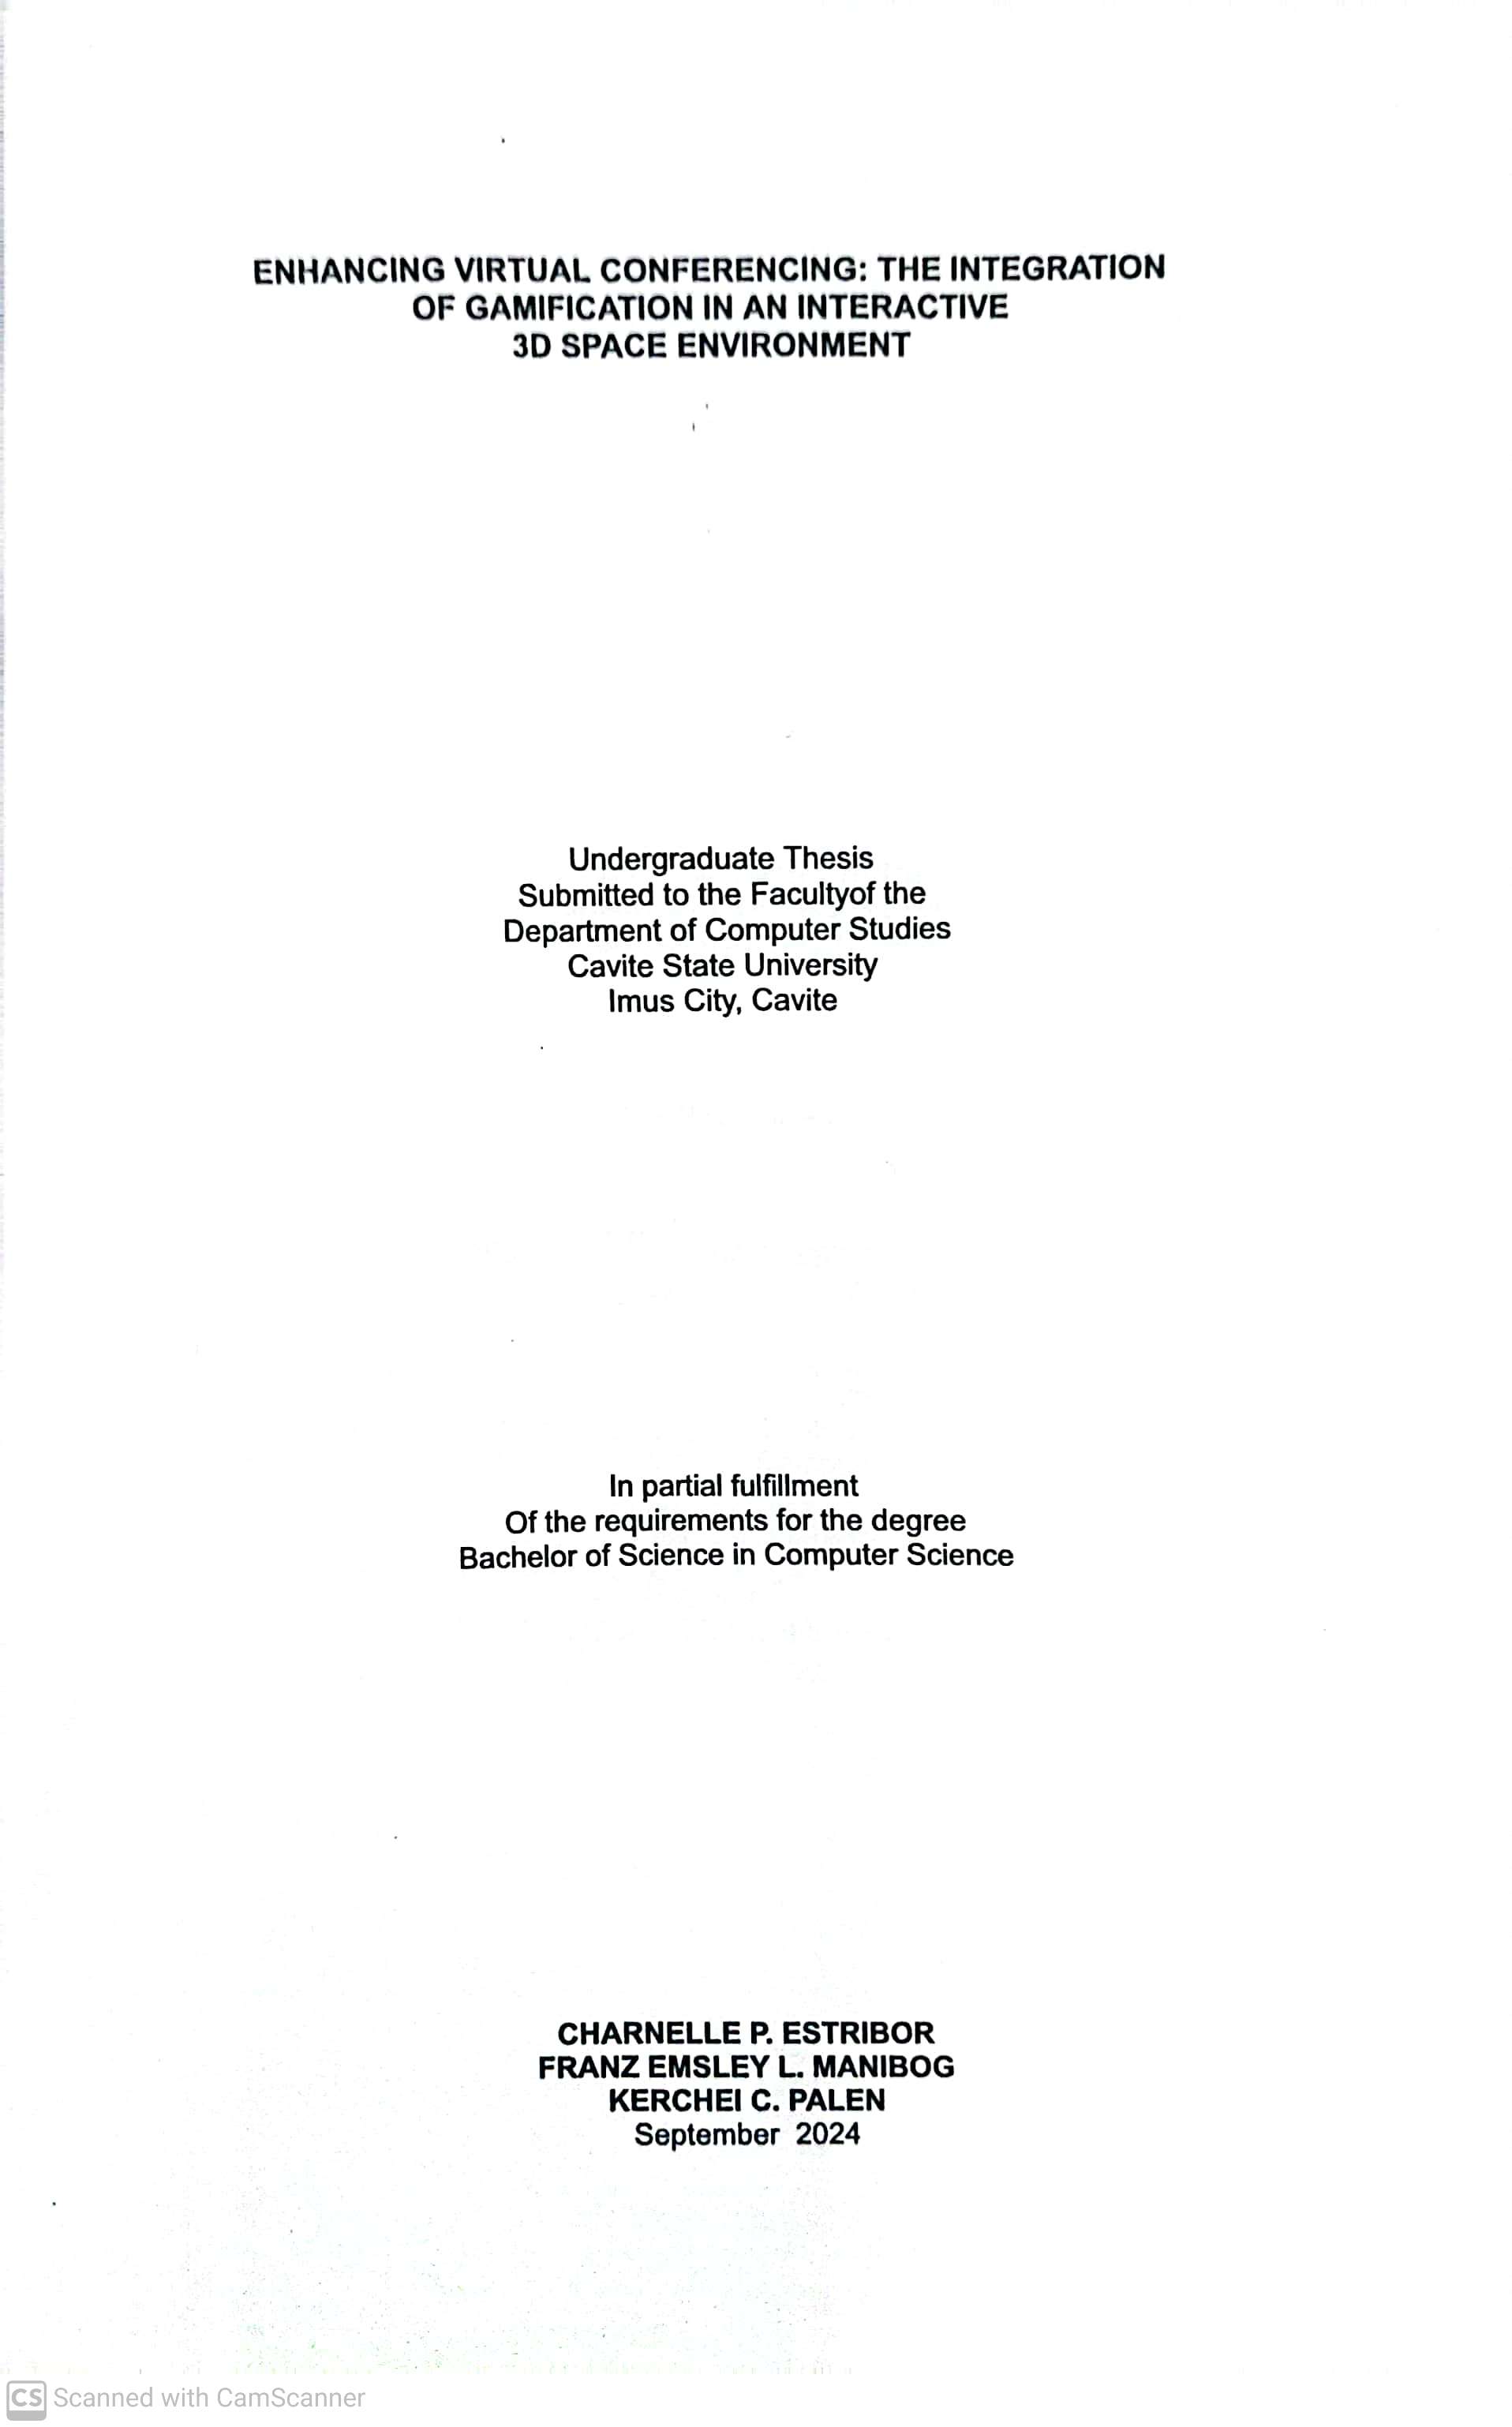 ENHANCING VIRTUAL CONFERENCING: THE INTEGRATION
OF GAMIFICATION IN AN INTERACTIVE
3D SPACE ENVIRONMENT
Undergraduate Thesis
Submitted to the Facultyof the
Department of Computer Studies
Cavite State University
Imus City, Cavite
In partial fulfillment
Of the requirements for the degree
Bachelor of Science in Computer Science
CHARNELLE P. ESTRIBOR
FRANZ EMSLEY L. MANIBOG
KERCHEI C. PALEN
September 2024
CS Scanned with CamScanner